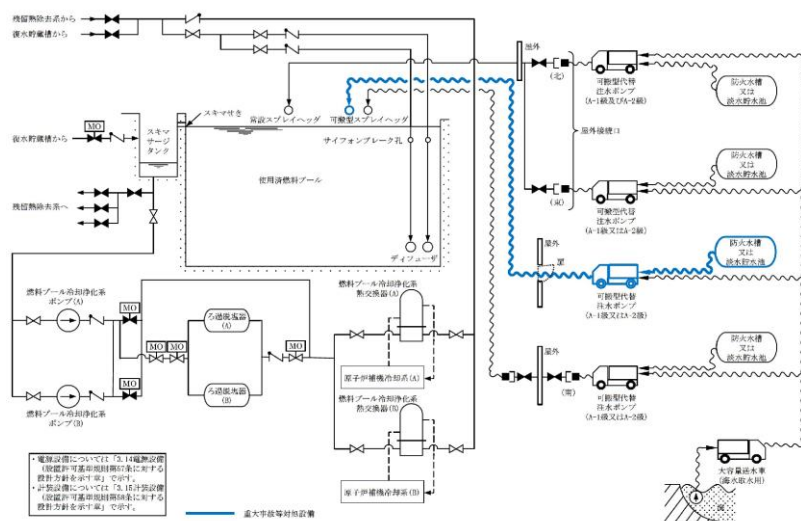 残留熱除去系から
復水貯蔵槽から
屋外
(北)
可搬型代替
注水ポンプ
(A-1級及びA-2級)
防火水槽
又は
淡水貯水池
スキマせき
常設スプレイヘッダ
可搬型スプレイヘッダ
屋外接続口
復水貯蔵槽から
MO
スキマ
サージ
タンク
サイフォンブレーク孔
使用済燃料プール
防火水槽
又は
淡水貯水池
残留熱除去系へ
(東)
可搬型代替
注水ポンプ
(A-1級又はA-2級)
ディフューザ
屋外
扉
防火水槽
又は
淡水貯水池
可搬型代替
注水ポンプ
(A-1級又はA-2級)
燃料プール冷却浄化系
ポンプ(A)
MO
MO
MO
ろ過脱塩器
(A)
MO
燃料プール冷却浄化系
熱交換器(A)
原子炉補機冷却系(A)
屋外
(南)
防火水槽
又は
淡水貯水池
可搬型代替
注水ポンプ
(A-1級又はA-2級)
MO
ろ過脱塩器
(B)
燃料プール冷却浄化系
ポンプ(B)
燃料プール冷却浄化系
熱交換器(B)
原子炉補機冷却系(B)
大容量送水車
(海水取水用)
海
・電源設備については「3.14電源設備
(設置許可基準規則第57条に対する
設計方針を示す章)」で示す。
・計装設備については「3.15計装設備
(設置許可基準規則第58条に対する
設計方針を示す章)」で示す。
重大事故等対処設備